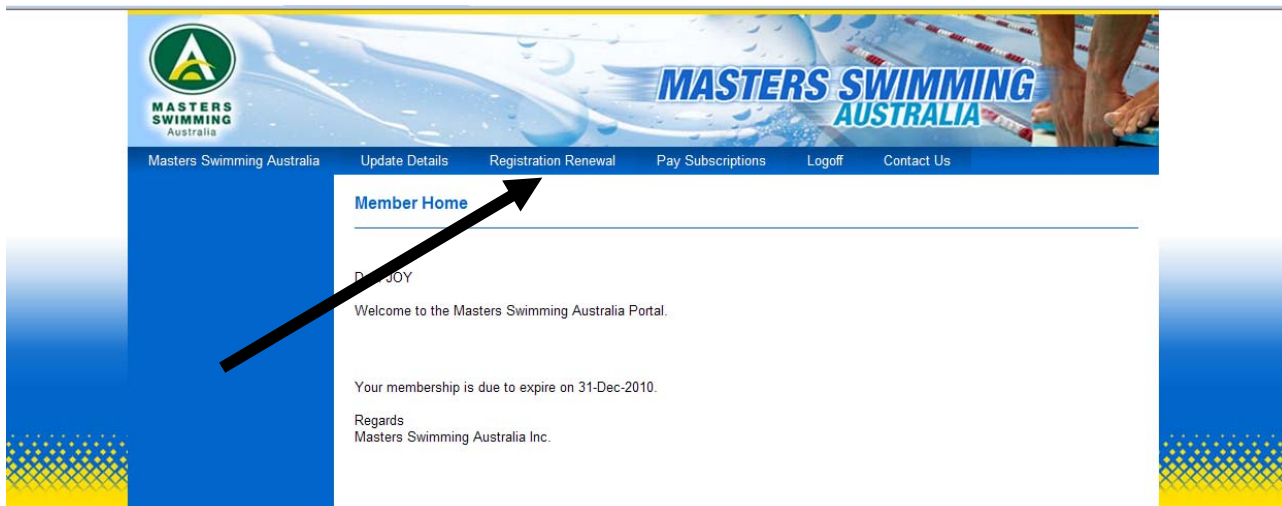 MASTERS
SWIMMING
Australia
MASTERS SWIMMING
AUSTRALIA
Masters Swimming Australia Update Details Registration Renewal Pay Subscriptions Logoff Contact Us
Member Home
JOY
Welcome to the Masters Swimming Australia Portal.
Your membership is due to expire on 31-Dec-2010.
Regards
Masters Swimming Australia Inc.